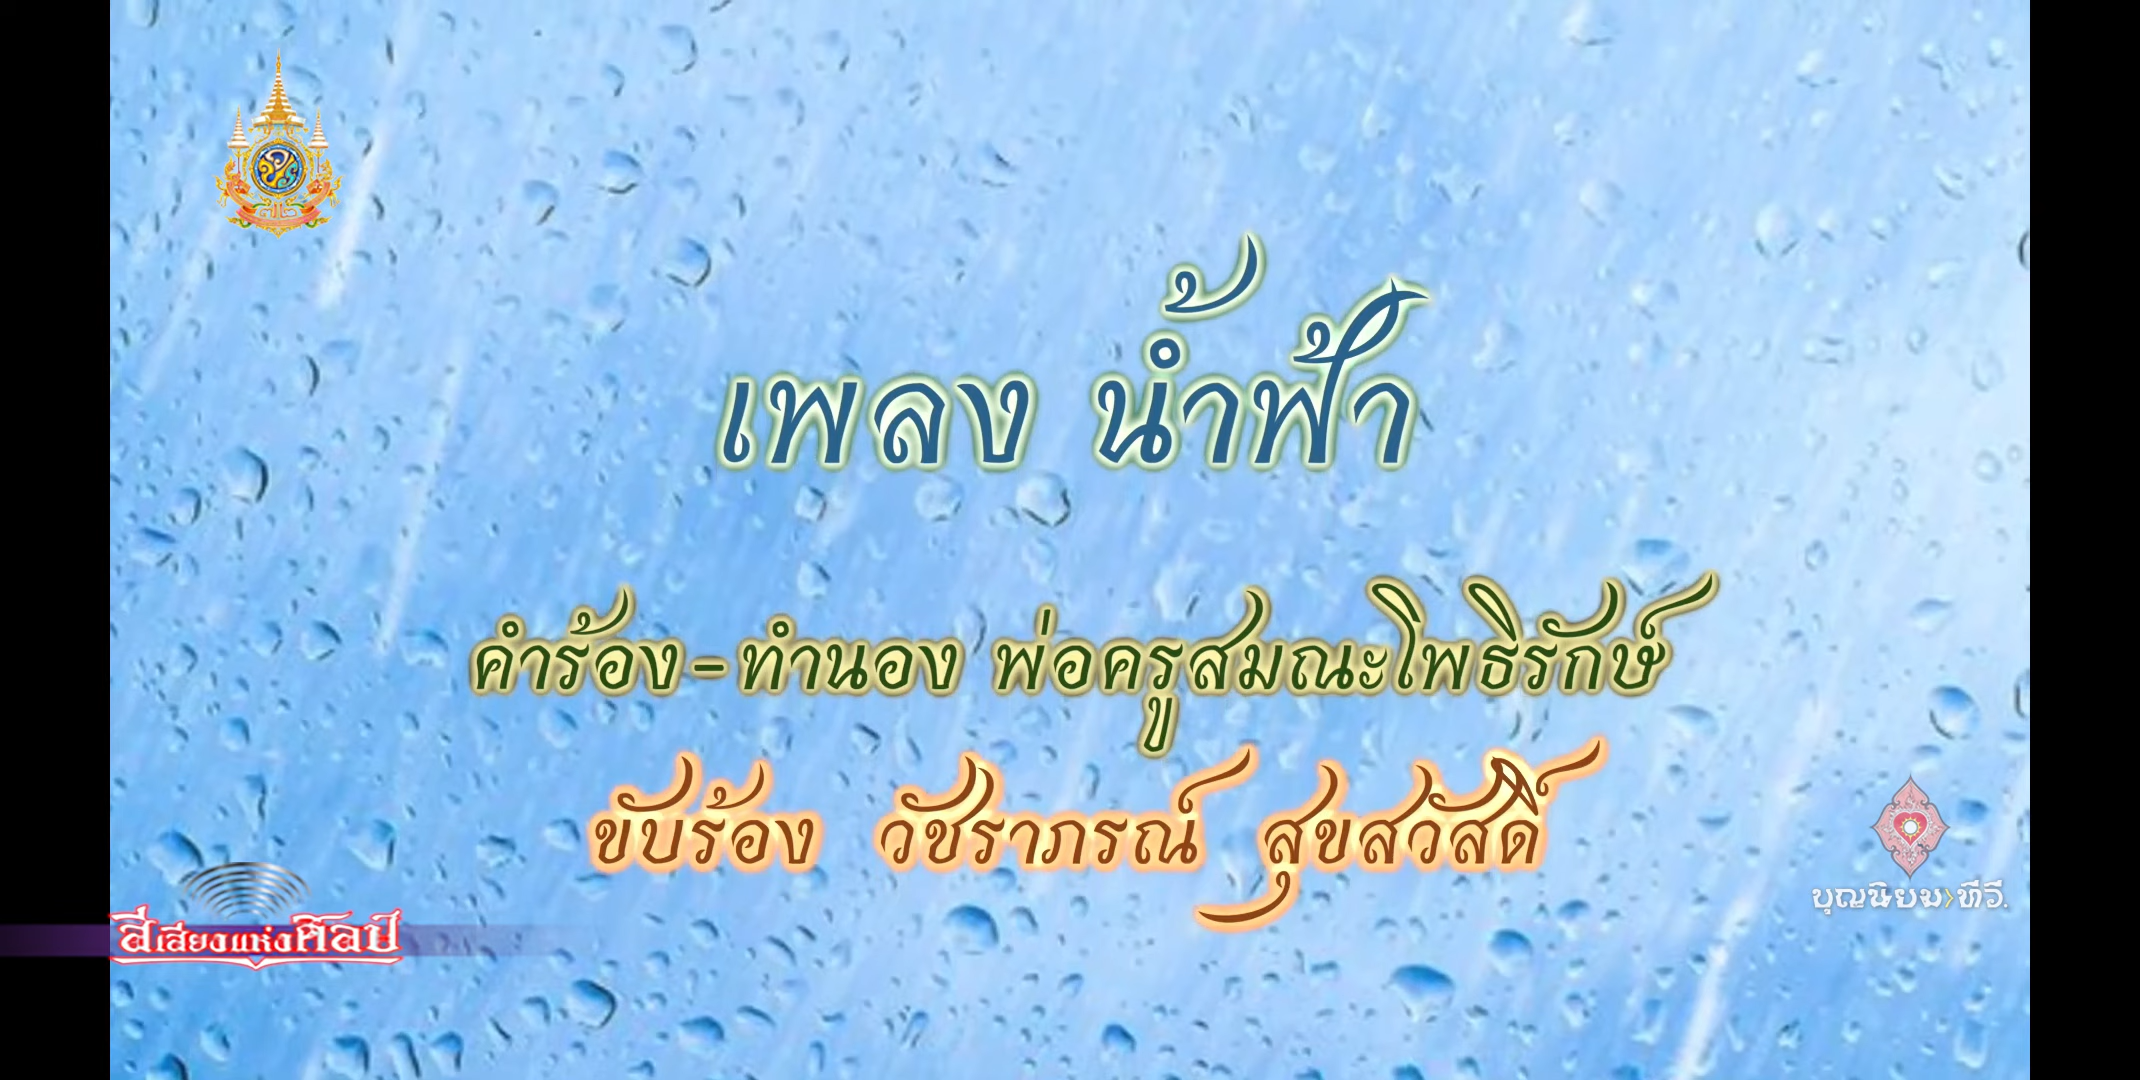 เพลง น้ำฟ้า
คำร้อง-ทำนอง พ่อครูสมณะโพธิรักษ์
ขับร้อง วัชราภรณ์ สุขสวัสดิ์
สีเสียงแห่งศิลป์
บุญนิยม>ทีวี.